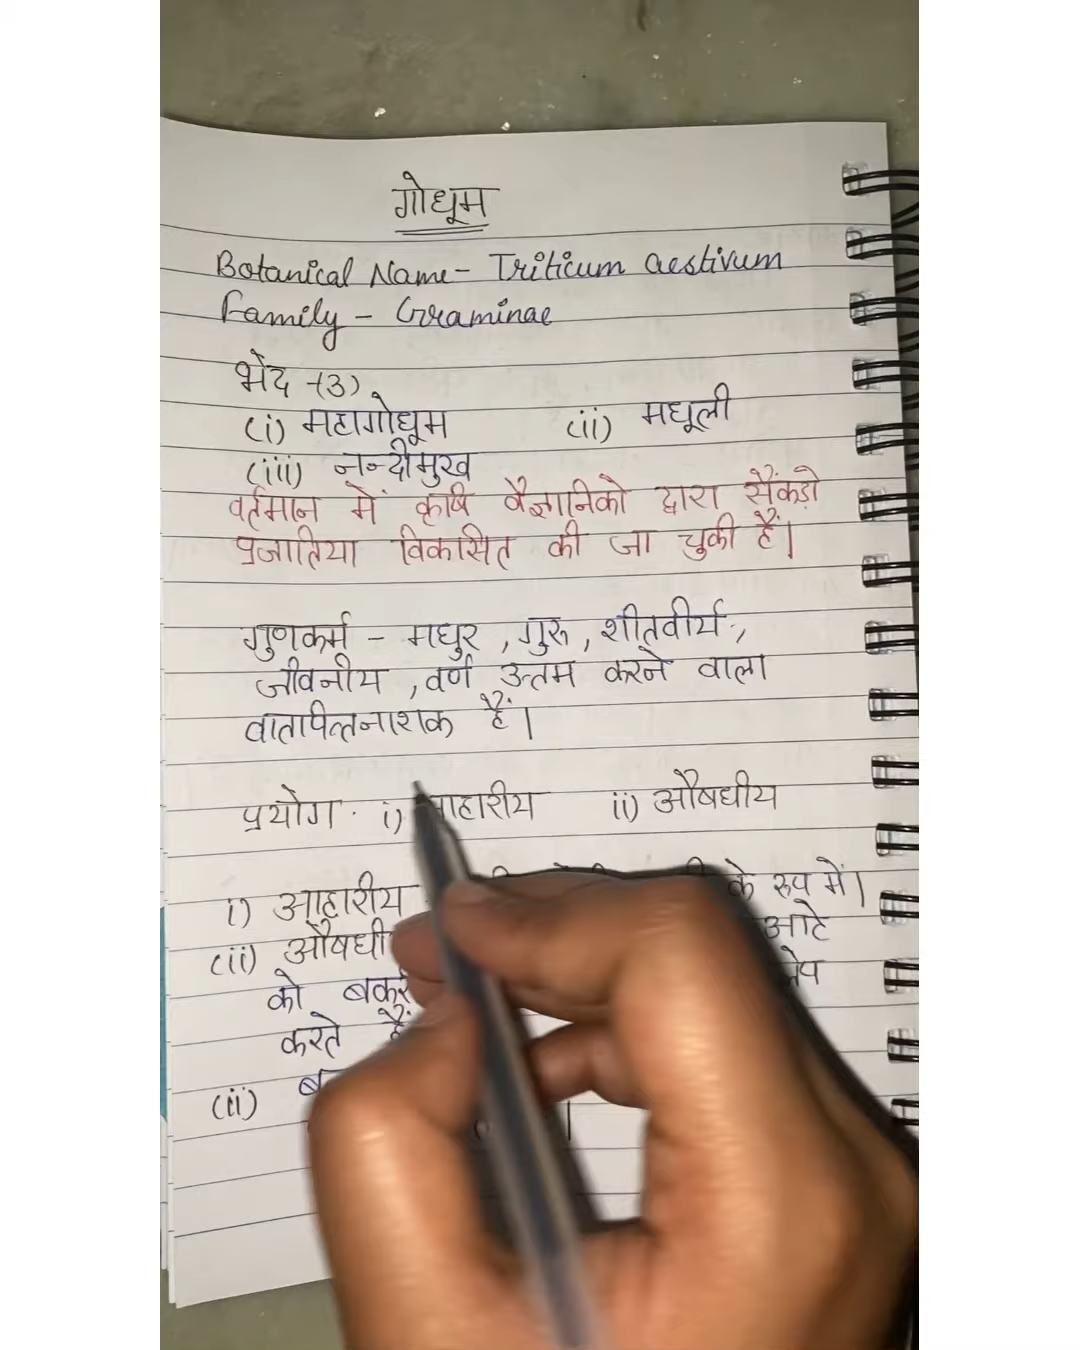 गोधूम
Botanical Name - Triticum aestivum
Family - Graminae
भेद -(3)
(i) महागोधूम (ii) मधूली
(iii) नन्दीमुख
वर्तमान में कृषि वैज्ञानिको द्वारा सैंकड़ो
प्रजातिया विकसित की जा चुकी हैं।
गुणकर्म - मधुर, गुरु, शीतवीर्य,
जीवनीय, वर्ण उत्तम करने वाला
वातपित्तनाशक हैं।
प्रयोग i) आहारीय ii) औषधीय
i) आहारीय के रूप में।
(ii) आटे
को
करते हैं
(ii)